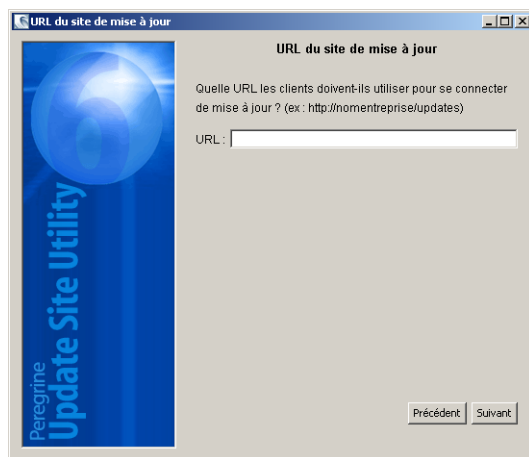 URL du site de mise à jour
URL du site de mise à jour
Quelle URL les clients doivent-ils utiliser pour se connecter
de mise à jour ? (ex : http://nomentreprise/updates)
URL :
6
Peregrine
Update Site Utility
Précédent
Suivant